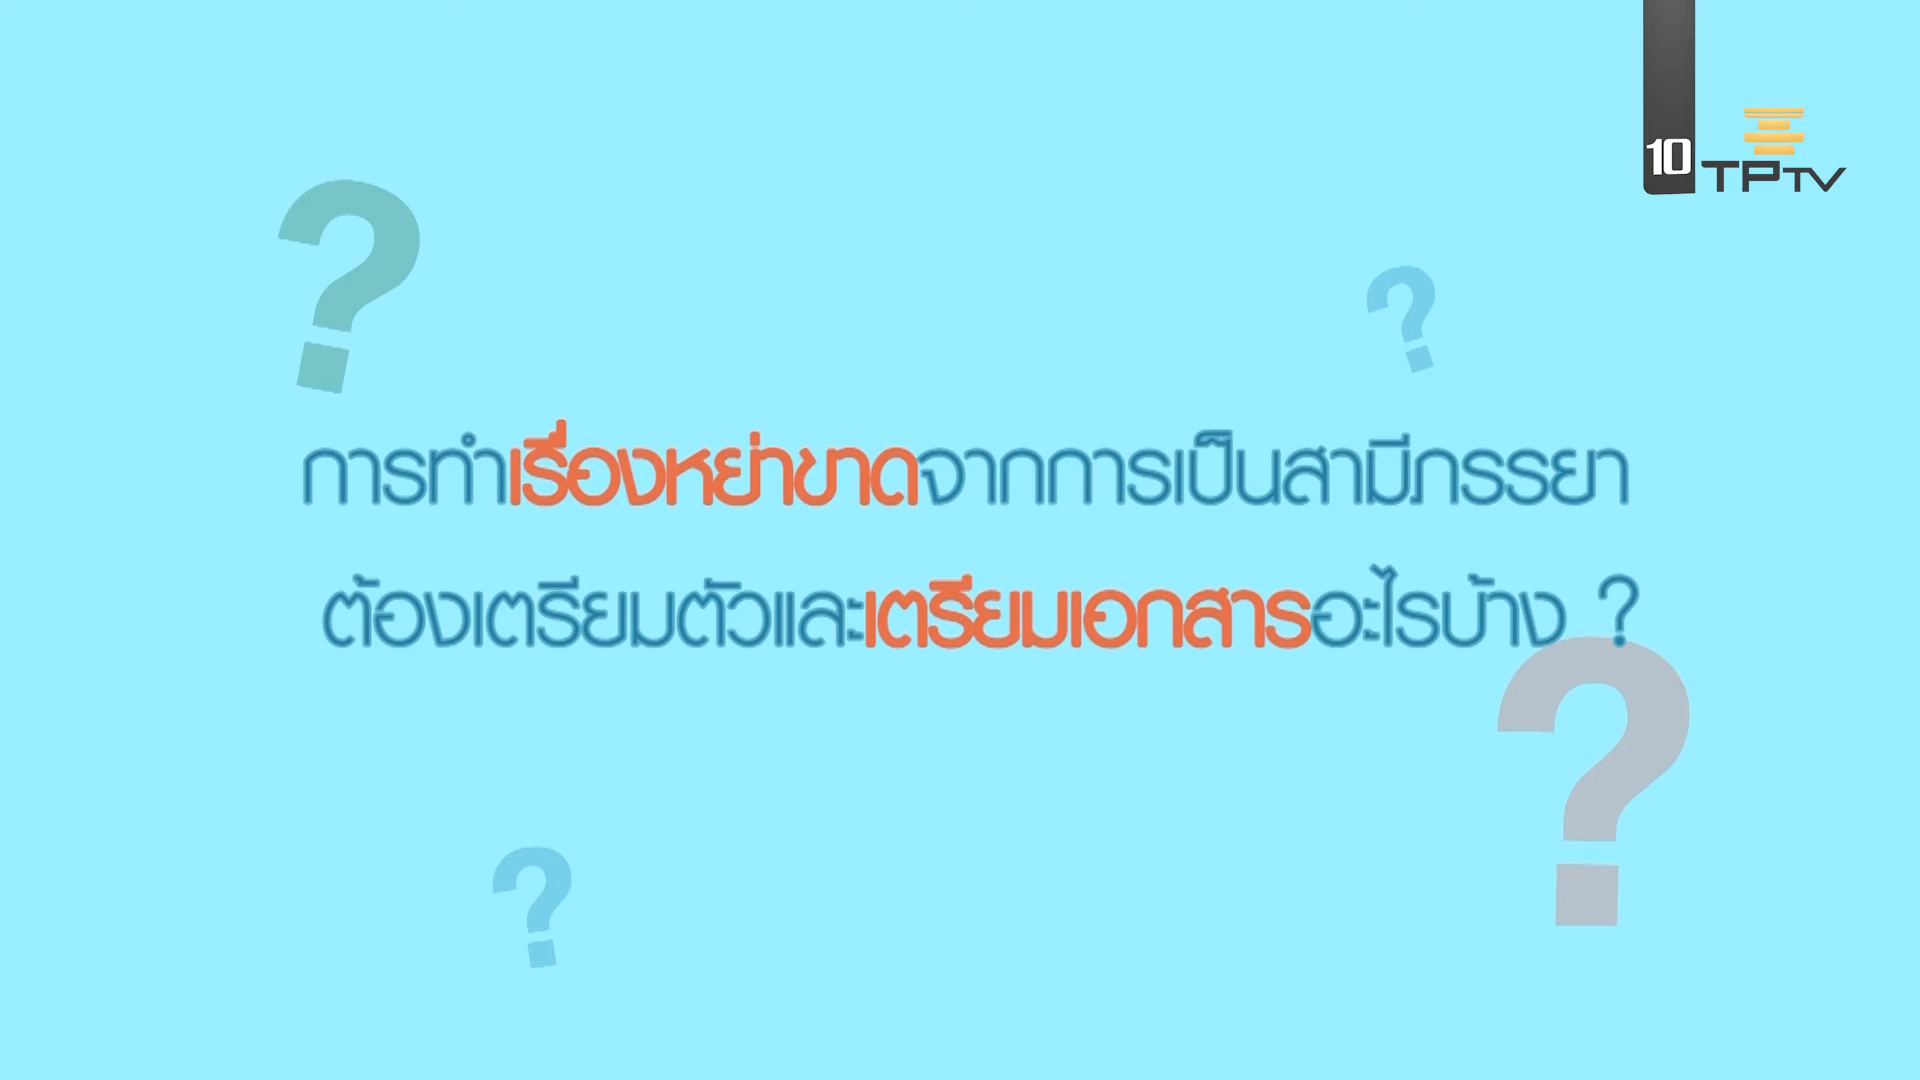 10 TPTV
การทำเรื่องหย่าขาดจากการเป็นสามีภรรยา
ต้องเตรียมตัวและเตรียมเอกสารอะไรบ้าง ?